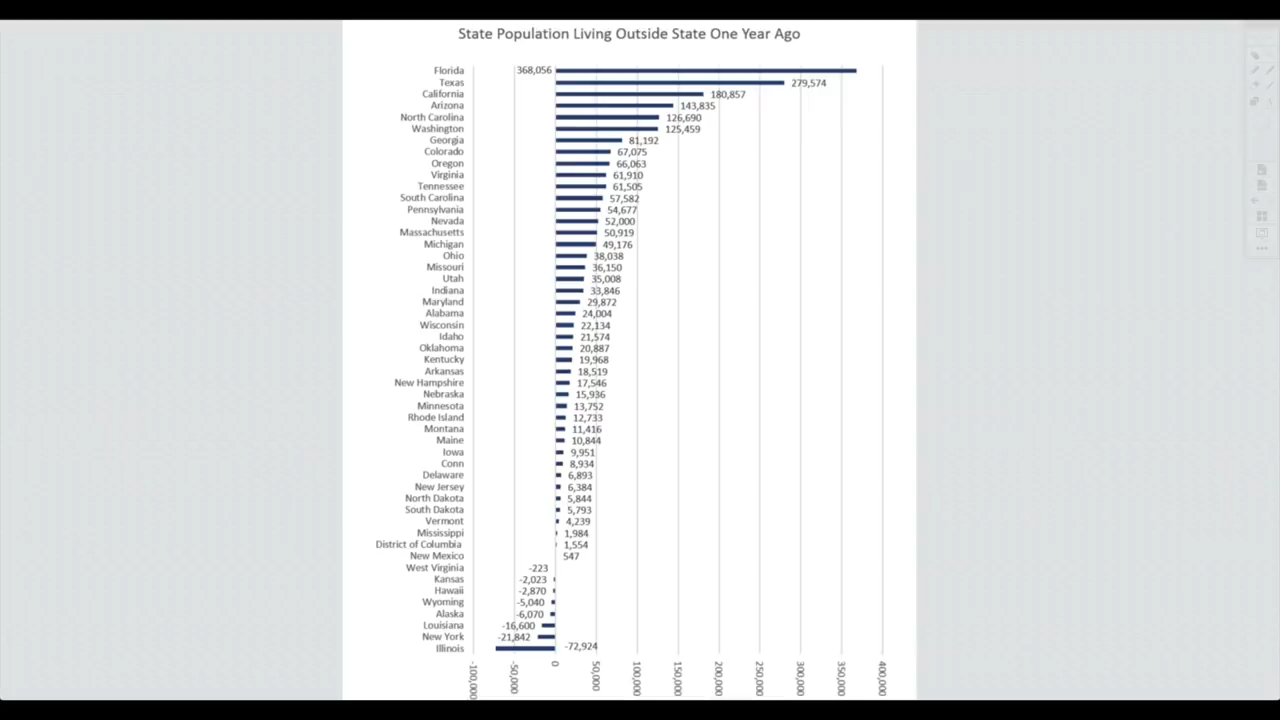 State Population Living Outside State One Year Ago
Florida 368,056
Texas 279,574
California 180,857
Arizona 143,835
North Carolina 126,690
Washington 125,459
Georgia 81,192
Colorado 67,075
Oregon 66,063
Virginia 61,910
Tennessee 61,505
South Carolina 57,582
Pennsylvania 54,677
Nevada 52,000
Massachusetts 50,919
Michigan 49,176
Ohio 38,038
Missouri 36,150
Utah 35,008
Indiana 33,846
Maryland 29,872
Alabama 24,004
Wisconsin 22,134
Idaho 21,574
Oklahoma 20,887
Kentucky 19,968
Arkansas 18,519
New Hampshire 17,546
Nebraska 15,936
Minnesota 13,752
Rhode Island 12,733
Montana 11,416
Maine 10,844
Iowa 9,951
Conn 8,934
Delaware 6,893
New Jersey 6,384
North Dakota 5,844
South Dakota 5,793
Vermont 4,239
Mississippi 1,984
District of Columbia 1,554
New Mexico 547
West Virginia -223
Kansas -2,023
Hawaii -2,870
Wyoming -5,040
Alaska -6,070
Louisiana -16,600
New York -21,842
Illinois -72,924
-100,000 -50,000 0 50,000 100,000 150,000 200,000 250,000 300,000 350,000 400,000